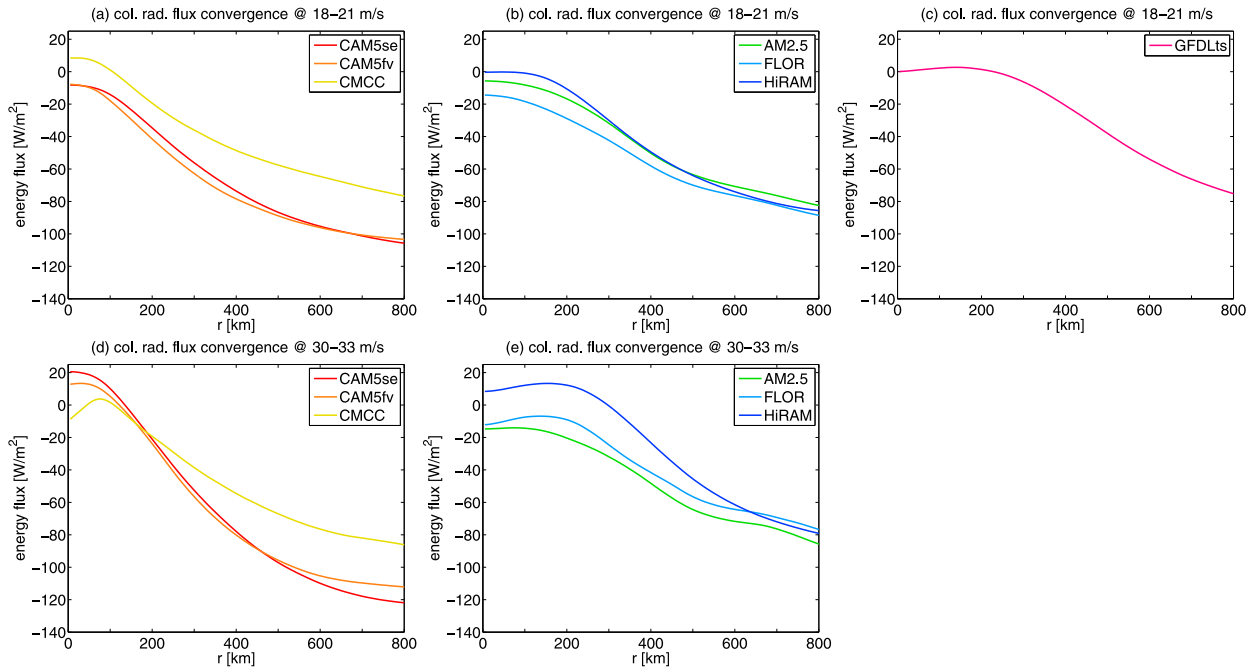 (a) col. rad. flux convergence @ 18−21 m/s
20
0
−20
−40
−60
−80
−100
−120
−140
energy flux [W/m²]
0 200 400 600 800
r [km]
CAM5se
CAM5fv
CMCC
(b) col. rad. flux convergence @ 18−21 m/s
20
0
−20
−40
−60
−80
−100
−120
−140
energy flux [W/m²]
0 200 400 600 800
r [km]
AM2.5
FLOR
HiRAM
(c) col. rad. flux convergence @ 18−21 m/s
20
0
−20
−40
−60
−80
−100
−120
−140
energy flux [W/m²]
0 200 400 600 800
r [km]
GFDLts
(d) col. rad. flux convergence @ 30−33 m/s
20
0
−20
−40
−60
−80
−100
−120
−140
energy flux [W/m²]
0 200 400 600 800
r [km]
CAM5se
CAM5fv
CMCC
(e) col. rad. flux convergence @ 30−33 m/s
20
0
−20
−40
−60
−80
−100
−120
−140
energy flux [W/m²]
0 200 400 600 800
r [km]
AM2.5
FLOR
HiRAM